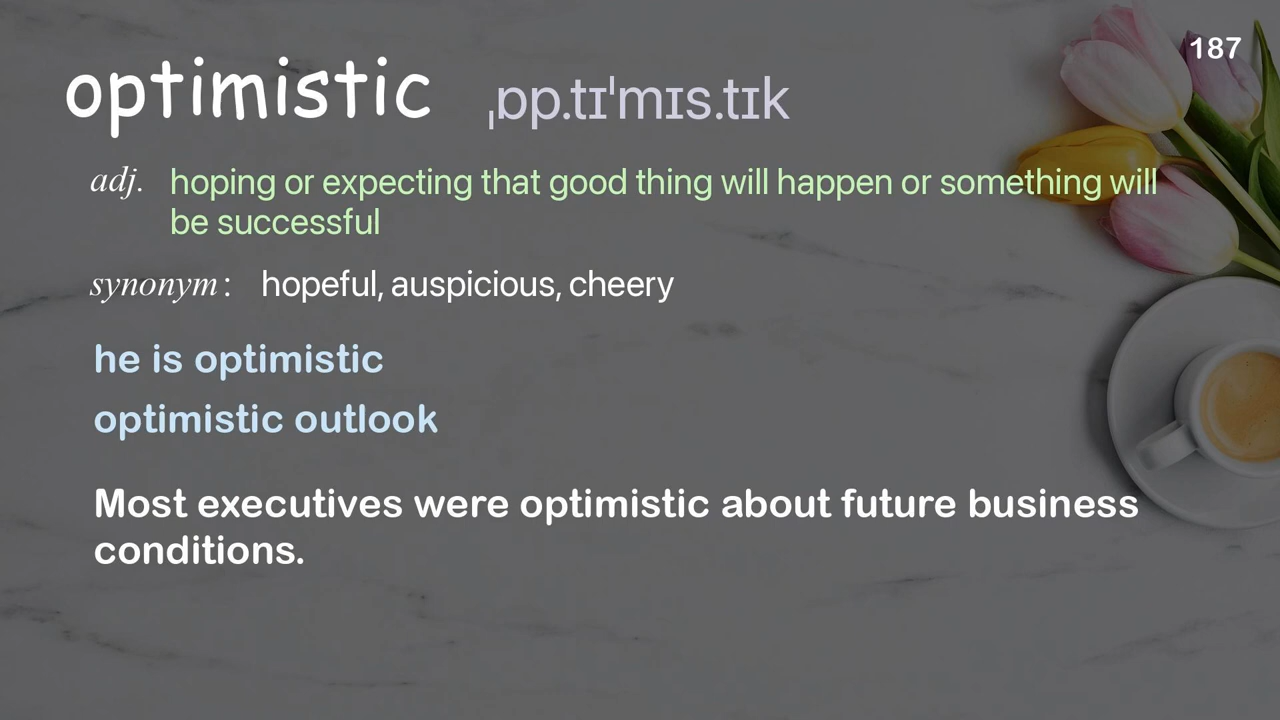 187
optimistic ˌɒp.tɪˈmɪs.tɪk
adj. hoping or expecting that good thing will happen or something will
be successful
synonym : hopeful, auspicious, cheery
he is optimistic
optimistic outlook
Most executives were optimistic about future business
conditions.